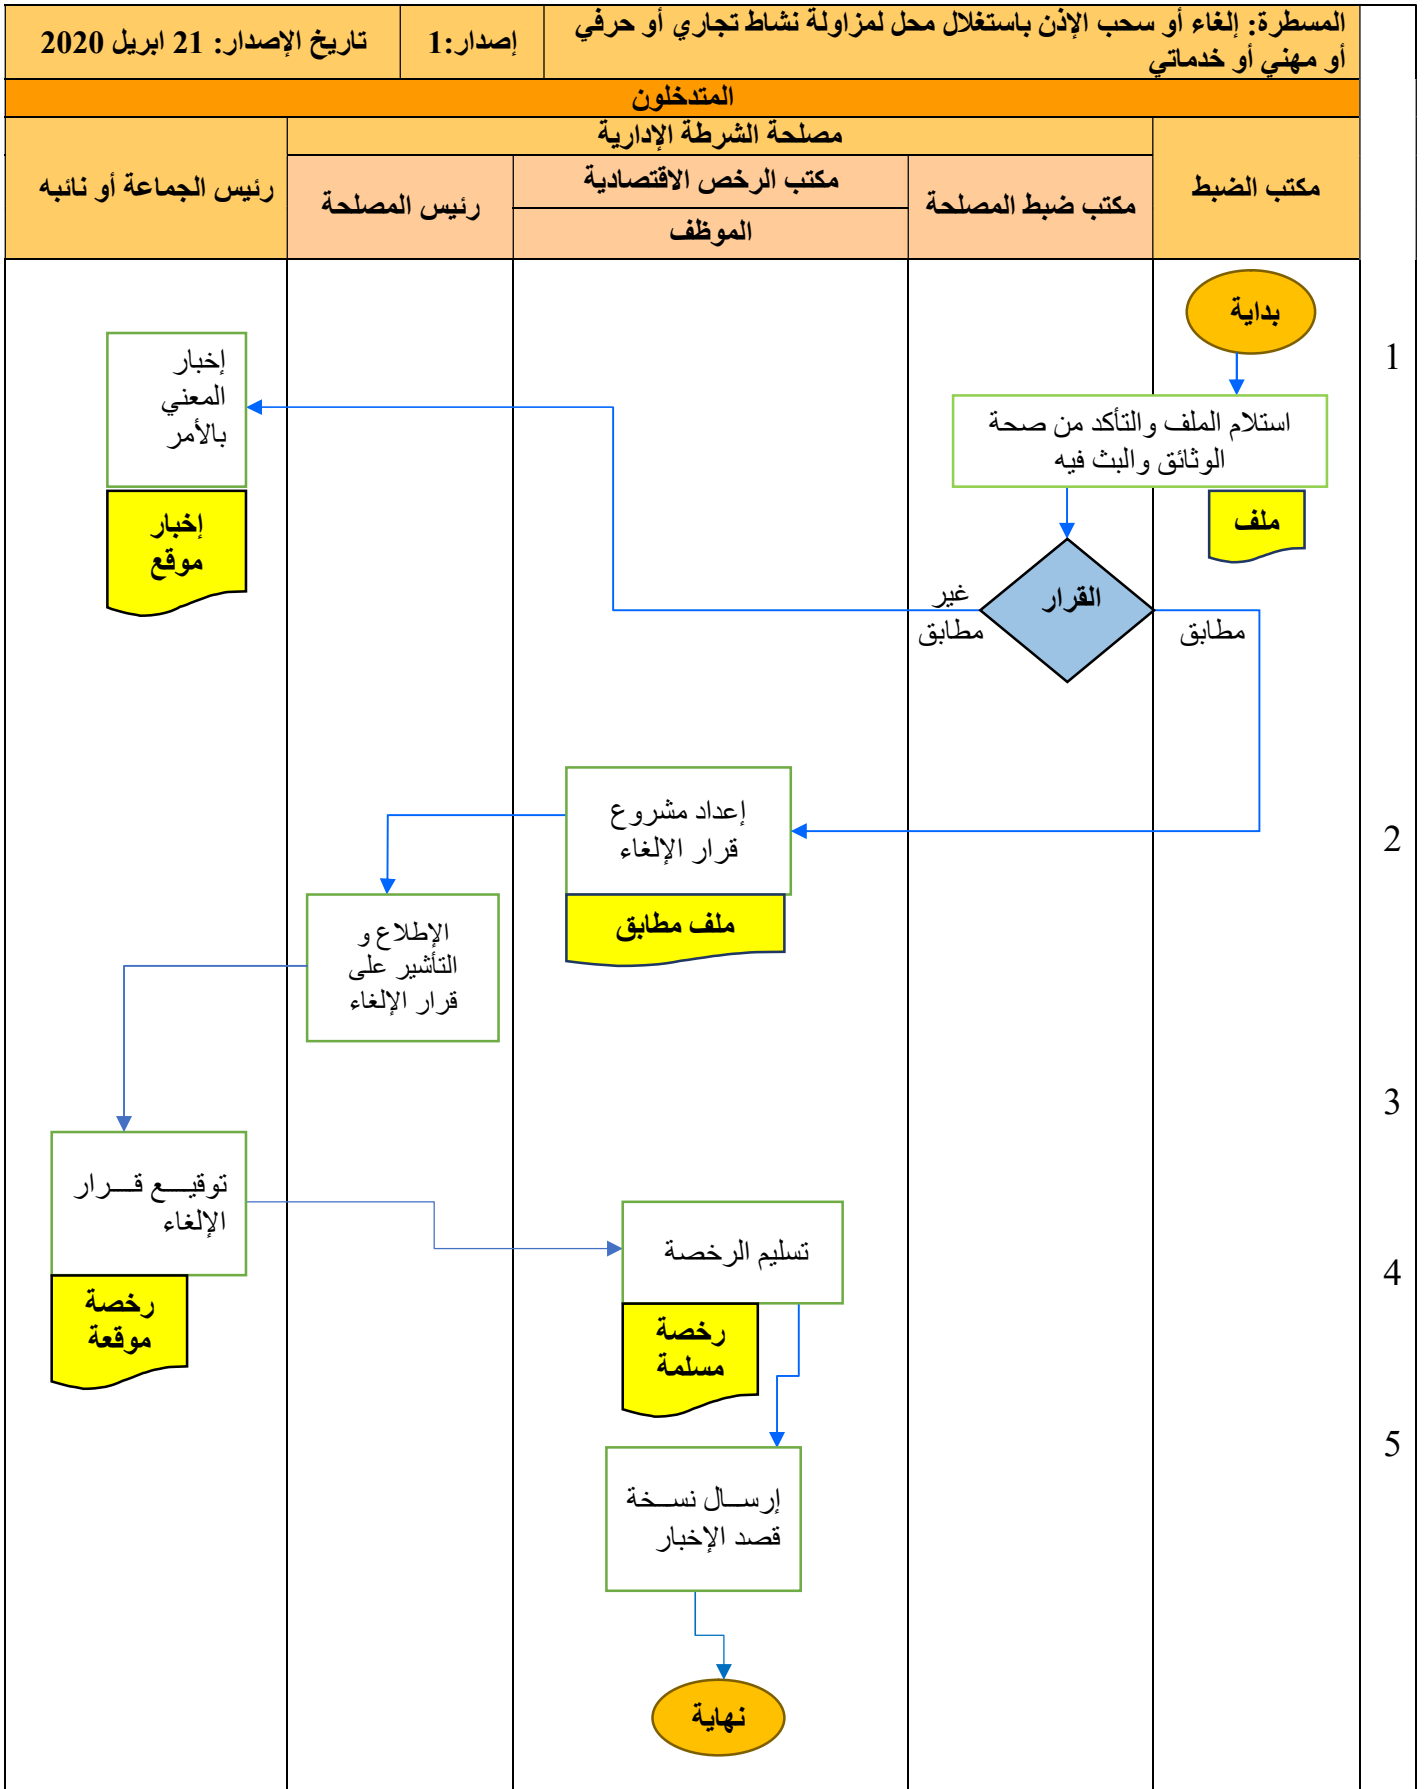 المسطرة: إلغاء أو سحب الإذن باستغلال محل لمزاولة نشاط تجاري أو حرفي
أو مهني أو خدماتي
إصدار:1
تاريخ الإصدار: 21 ابريل 2020
المتدخلون
مكتب الضبط
مصلحة الشرطة الإدارية
رئيس الجماعة أو نائبه
مكتب ضبط المصلحة
مكتب الرخص الاقتصادية
الموظف
رئيس المصلحة
بداية
1
إخبار
المعني
بالأمر
استلام الملف والتأكد من صحة
الوثائق والبث فيه
ملف
إخبار
موقع
القرار
غير
مطابق
مطابق
إعداد مشروع
قرار الإلغاء
2
ملف مطابق
الإطلاع و
التأشير على
قرار الإلغاء
3
توقيـــع قـــرار
الإلغاء
تسليم الرخصة
4
رخصة
موقعة
رخصة
مسلمة
5
إرســال نســخة
قصد الإخبار
نهاية